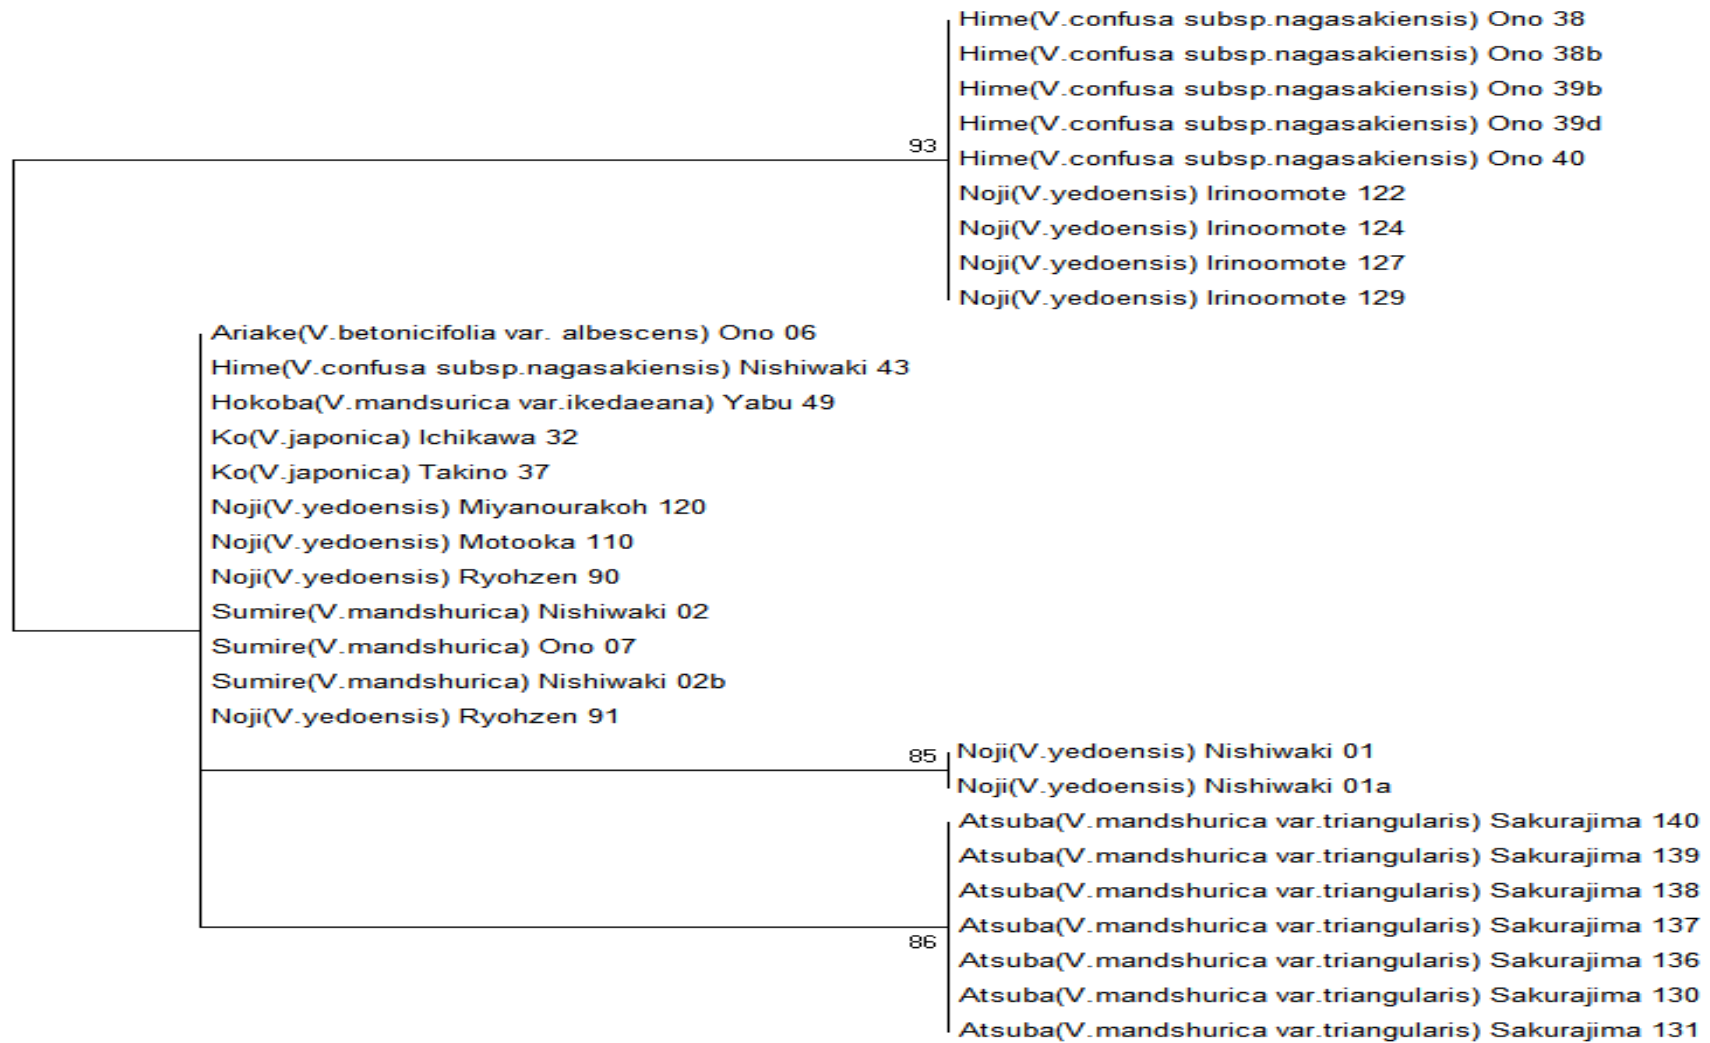 Hime(V.confusa subsp.nagasakiensis) Ono 38
Hime(V.confusa subsp.nagasakiensis) Ono 38b
Hime(V.confusa subsp.nagasakiensis) Ono 39b
Hime(V.confusa subsp.nagasakiensis) Ono 39d
93
Hime(V.confusa subsp.nagasakiensis) Ono 40
Noji(V.yedoensis) Irinoomote 122
Noji(V.yedoensis) Irinoomote 124
Noji(V.yedoensis) Irinoomote 127
Noji(V.yedoensis) Irinoomote 129
Ariake(V.betonicifolia var. albescens) Ono 06
Hime(V.confusa subsp.nagasakiensis) Nishiwaki 43
Hokoba(V.mandsurica var.ikedaeana) Yabu 49
Ko(V.japonica) Ichikawa 32
Ko(V.japonica) Takino 37
Noji(V.yedoensis) Miyanourakoh 120
Noji(V.yedoensis) Motooka 110
Noji(V.yedoensis) Ryohzen 90
Sumire(V.mandshurica) Nishiwaki 02
Sumire(V.mandshurica) Ono 07
Sumire(V.mandshurica) Nishiwaki 02b
Noji(V.yedoensis) Ryohzen 91
85
Noji(V.yedoensis) Nishiwaki 01
Noji(V.yedoensis) Nishiwaki 01a
Atsuba(V.mandshurica var.triangularis) Sakurajima 140
Atsuba(V.mandshurica var.triangularis) Sakurajima 139
Atsuba(V.mandshurica var.triangularis) Sakurajima 138
Atsuba(V.mandshurica var.triangularis) Sakurajima 137
86
Atsuba(V.mandshurica var.triangularis) Sakurajima 136
Atsuba(V.mandshurica var.triangularis) Sakurajima 130
Atsuba(V.mandshurica var.triangularis) Sakurajima 131